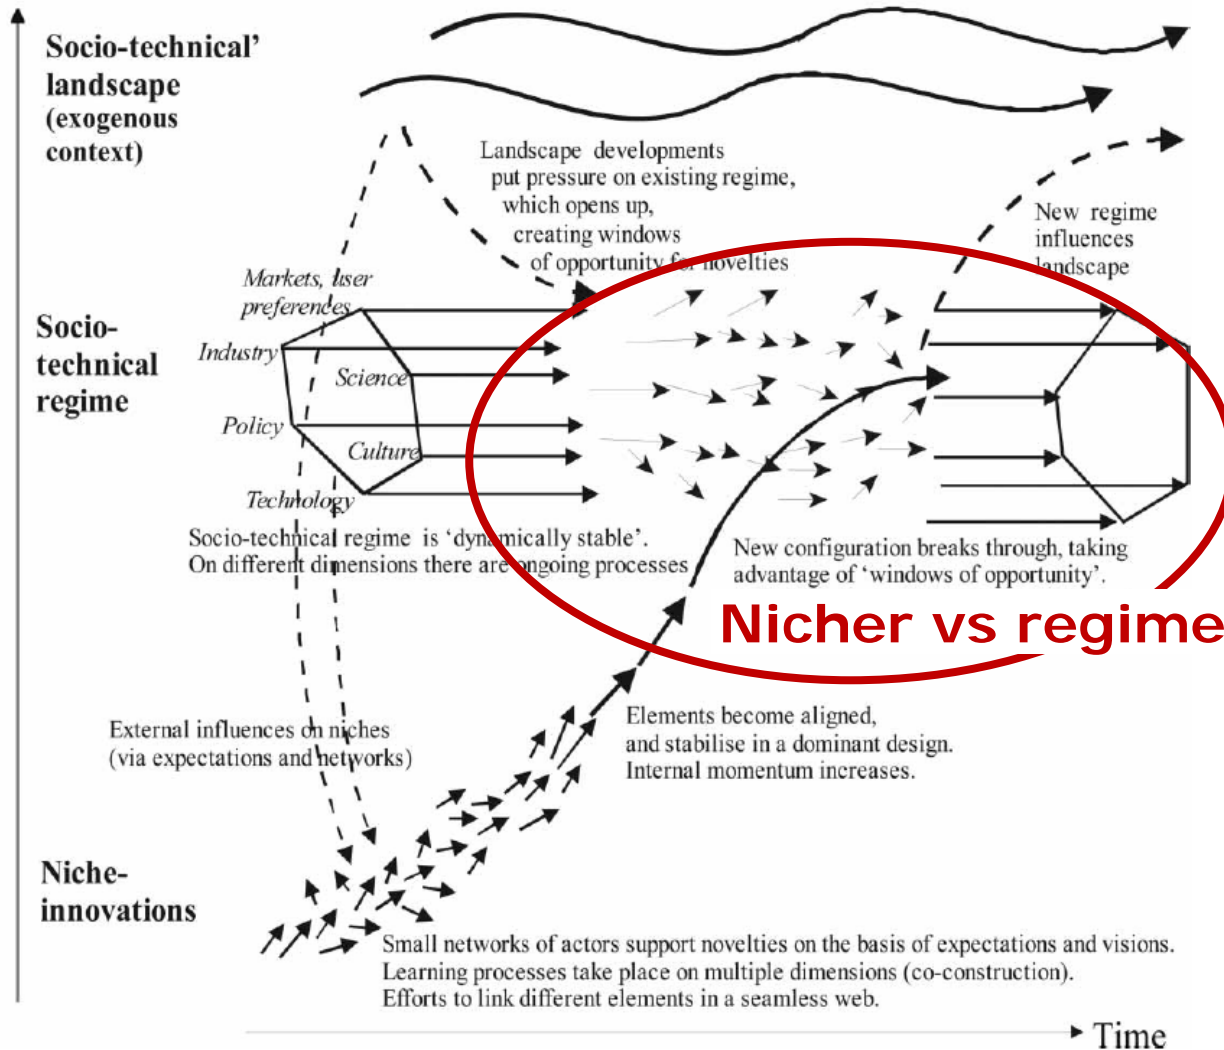 Socio-technical’
landscape
(exogenous
context)
Landscape developments
put pressure on existing regime,
which opens up,
creating windows
of opportunity for novelties
New regime
influences
landscape
Markets, user
preferences
Socio-
technical
regime
Industry
Science
Policy
Culture
Technology
Socio-technical regime is ‘dynamically stable’.
On different dimensions there are ongoing processes
New configuration breaks through, taking
advantage of ‘windows of opportunity’.
Nicher vs regime
External influences on niches
(via expectations and networks)
Elements become aligned,
and stabilise in a dominant design.
Internal momentum increases.
Niche-
innovations
Small networks of actors support novelties on the basis of expectations and visions.
Learning processes take place on multiple dimensions (co-construction).
Efforts to link different elements in a seamless web.
Time